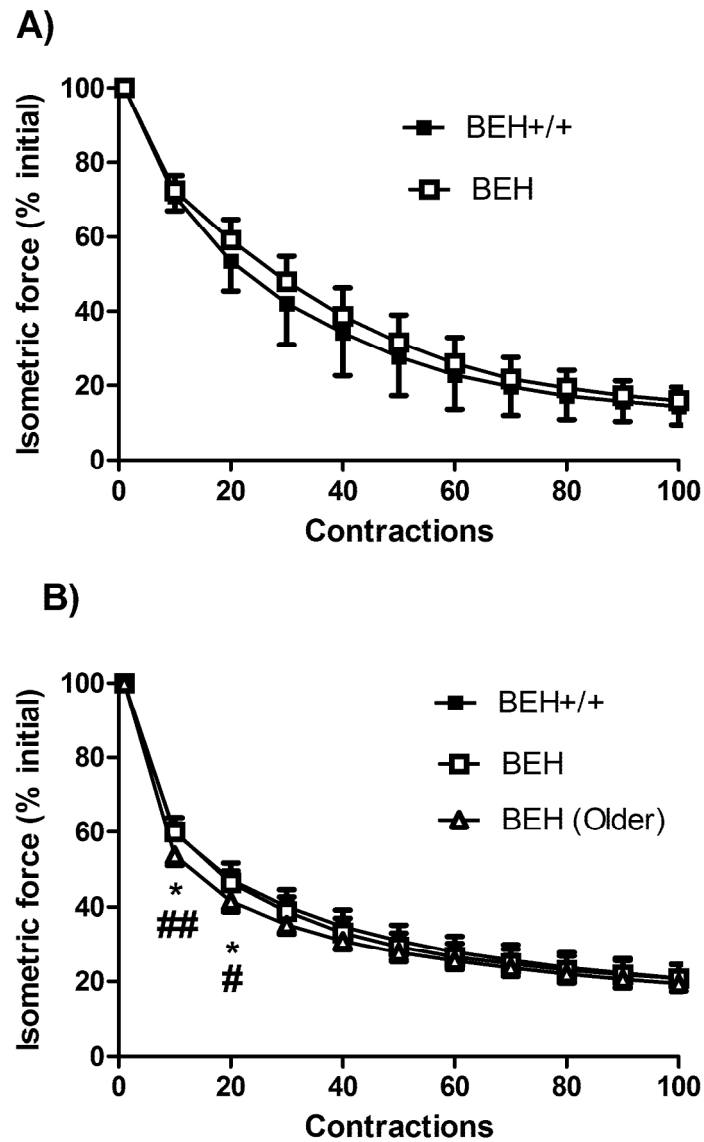 A)
Isometric force (% initial)
100
80
60
40
20
0
BEH+/+
BEH
0 20 40 60 80 100
Contractions
B)
Isometric force (% initial)
100
80
60
40
20
0
BEH+/+
BEH
BEH (Older)
*
##
*
#
0 20 40 60 80 100
Contractions